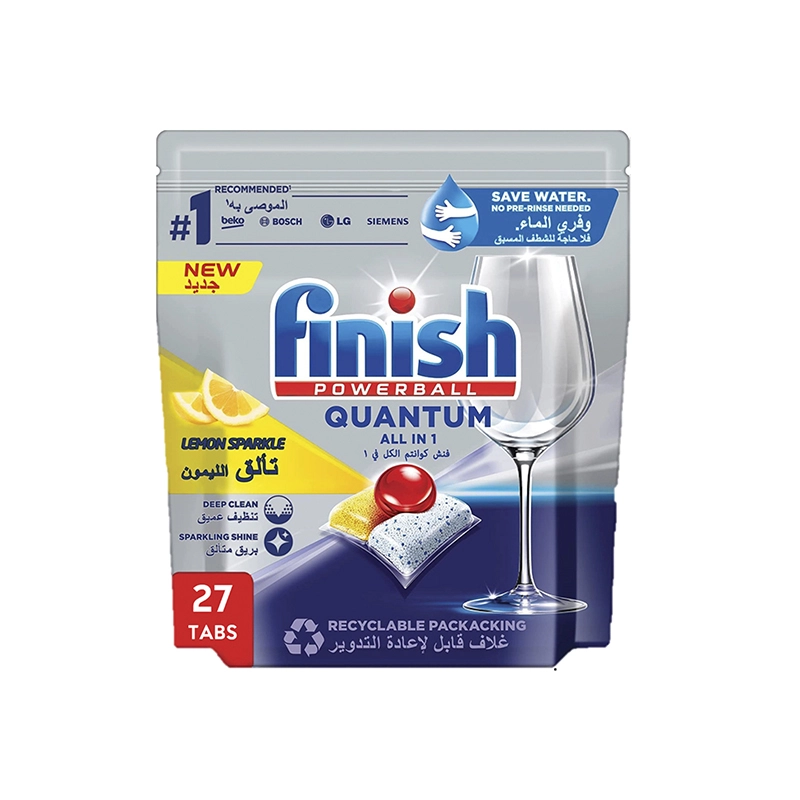 #1
RECOMMENDED¹
الموصى به¹
beko BOSCH LG SIEMENS
SAVE WATER.
NO PRE-RINSE NEEDED
وفري الماء.
فلا حاجة للشطف المسبق
NEW
جديد
finish
POWERBALL
QUANTUM
ALL IN 1
فنش كوانتم الكل في ١
LEMON SPARKLE
تألق الليمون
DEEP CLEAN
تنظيف عميق
SPARKLING SHINE
بريق متألق
27
TABS
RECYCLABLE PACKACKING
غلاف قابل لإعادة التدوير